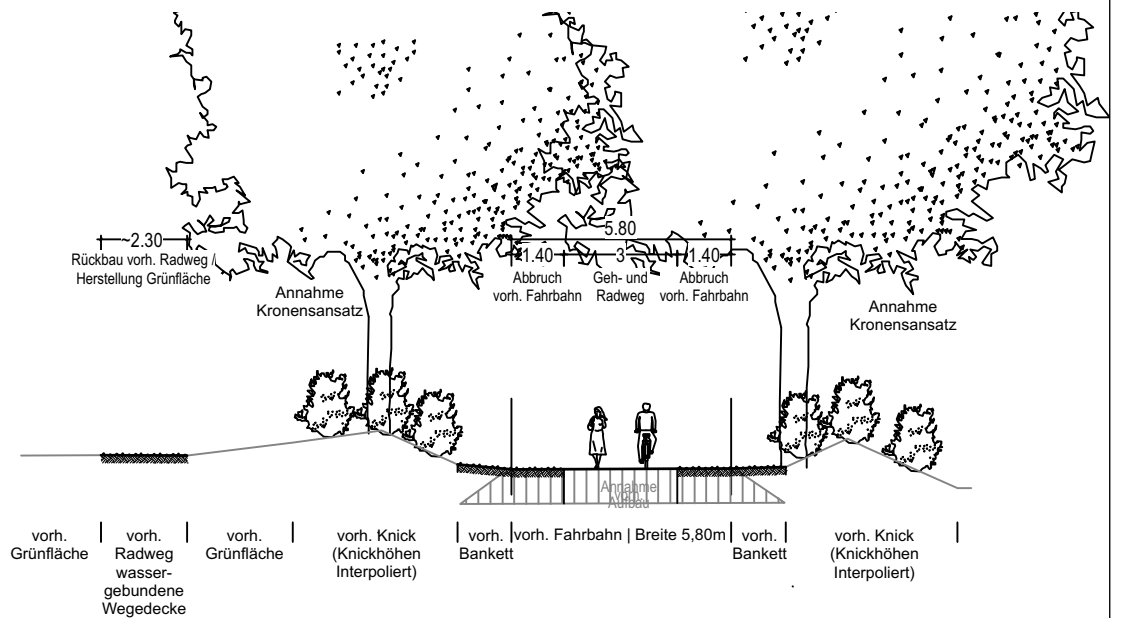 5.80
~2.30
1.40
3
1.40
Rückbau vorh. Radweg /
Herstellung Grünfläche
Abbruch
vorh. Fahrbahn
Geh- und
Radweg
Abbruch
vorh. Fahrbahn
Annahme
Kronensansatz
Annahme
Kronensansatz
Annahme
vorh.
Aufbau
vorh.
Grünfläche
vorh.
Radweg
wasser-
gebundene
Wegedecke
vorh.
Grünfläche
vorh. Knick
(Knickhöhen
Interpoliert)
vorh.
Bankett
vorh. Fahrbahn | Breite 5,80m
vorh.
Bankett
vorh. Knick
(Knickhöhen
Interpoliert)